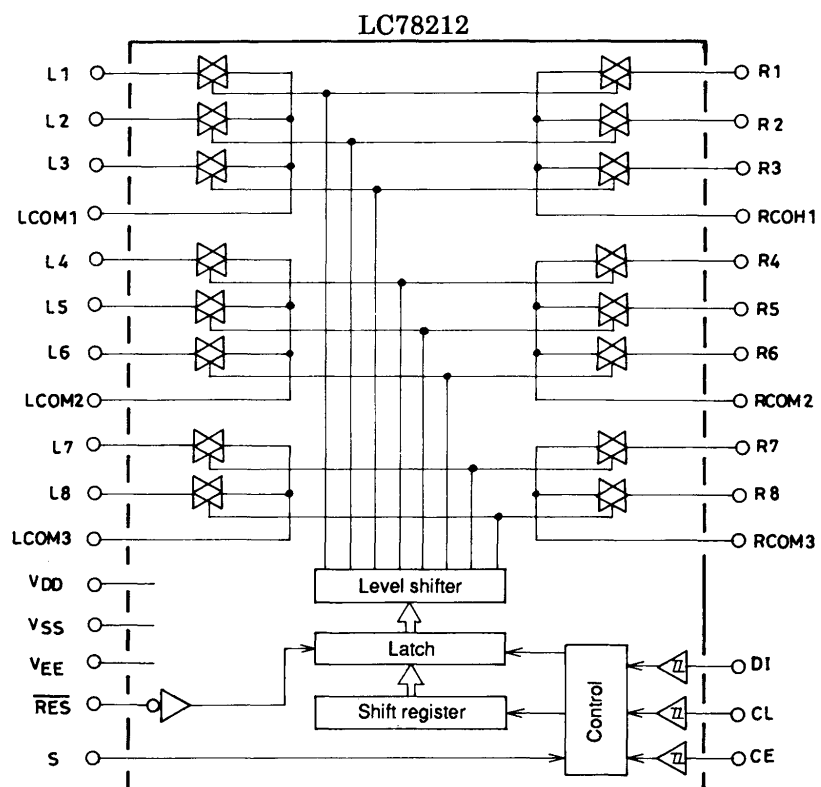 LC78212
L1
R1
L2
R2
L3
R3
LCOM1
RCOH1
L4
R4
L5
R5
L6
R6
LCOM2
RCOM2
L7
R7
L8
R8
LCOM3
RCOM3
VDD
Level shifter
VSS
Latch
VEE
DI
RES
Shift register
Control
CL
S
CE